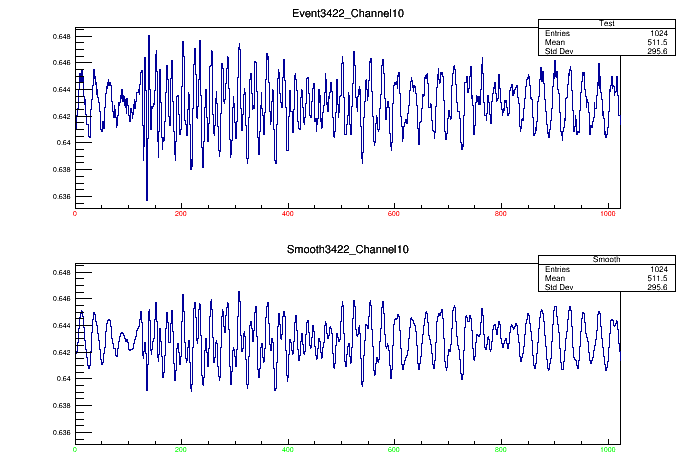 Event3422_Channel10
Test
Entries 1024
Mean 511.5
Std Dev 295.6
0.648
0.646
0.644
0.642
0.64
0.638
0.636
0 200 400 600 800 1000
Smooth3422_Channel10
Smooth
Entries 1024
Mean 511.5
Std Dev 295.6
0.648
0.646
0.644
0.642
0.64
0.638
0.636
0 200 400 600 800 1000